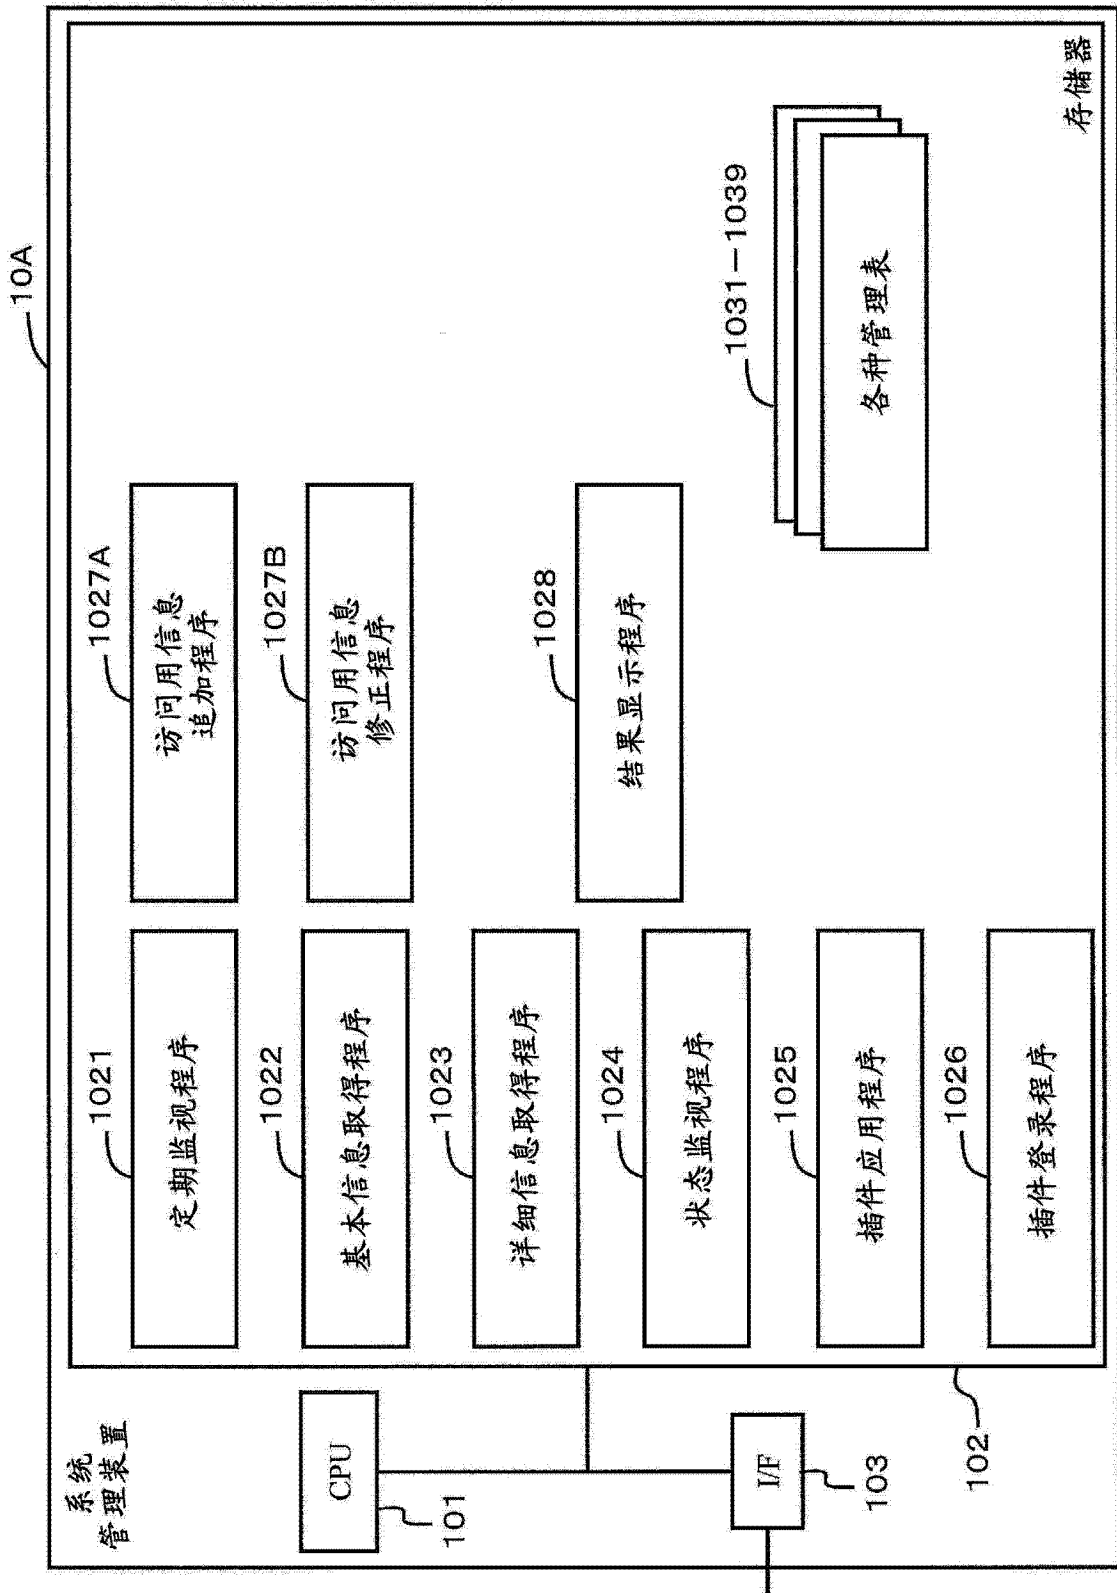 10A
系统
管理装置
CPU
101
I/F
103
102
存储器
1021
定期监视程序
1022
基本信息取得程序
1023
详细信息取得程序
1024
状态监视程序
1025
插件应用程序
1026
插件登录程序
1027A
访问用信息
追加程序
1027B
访问用信息
修正程序
1028
结果显示程序
1031－1039
各种管理表